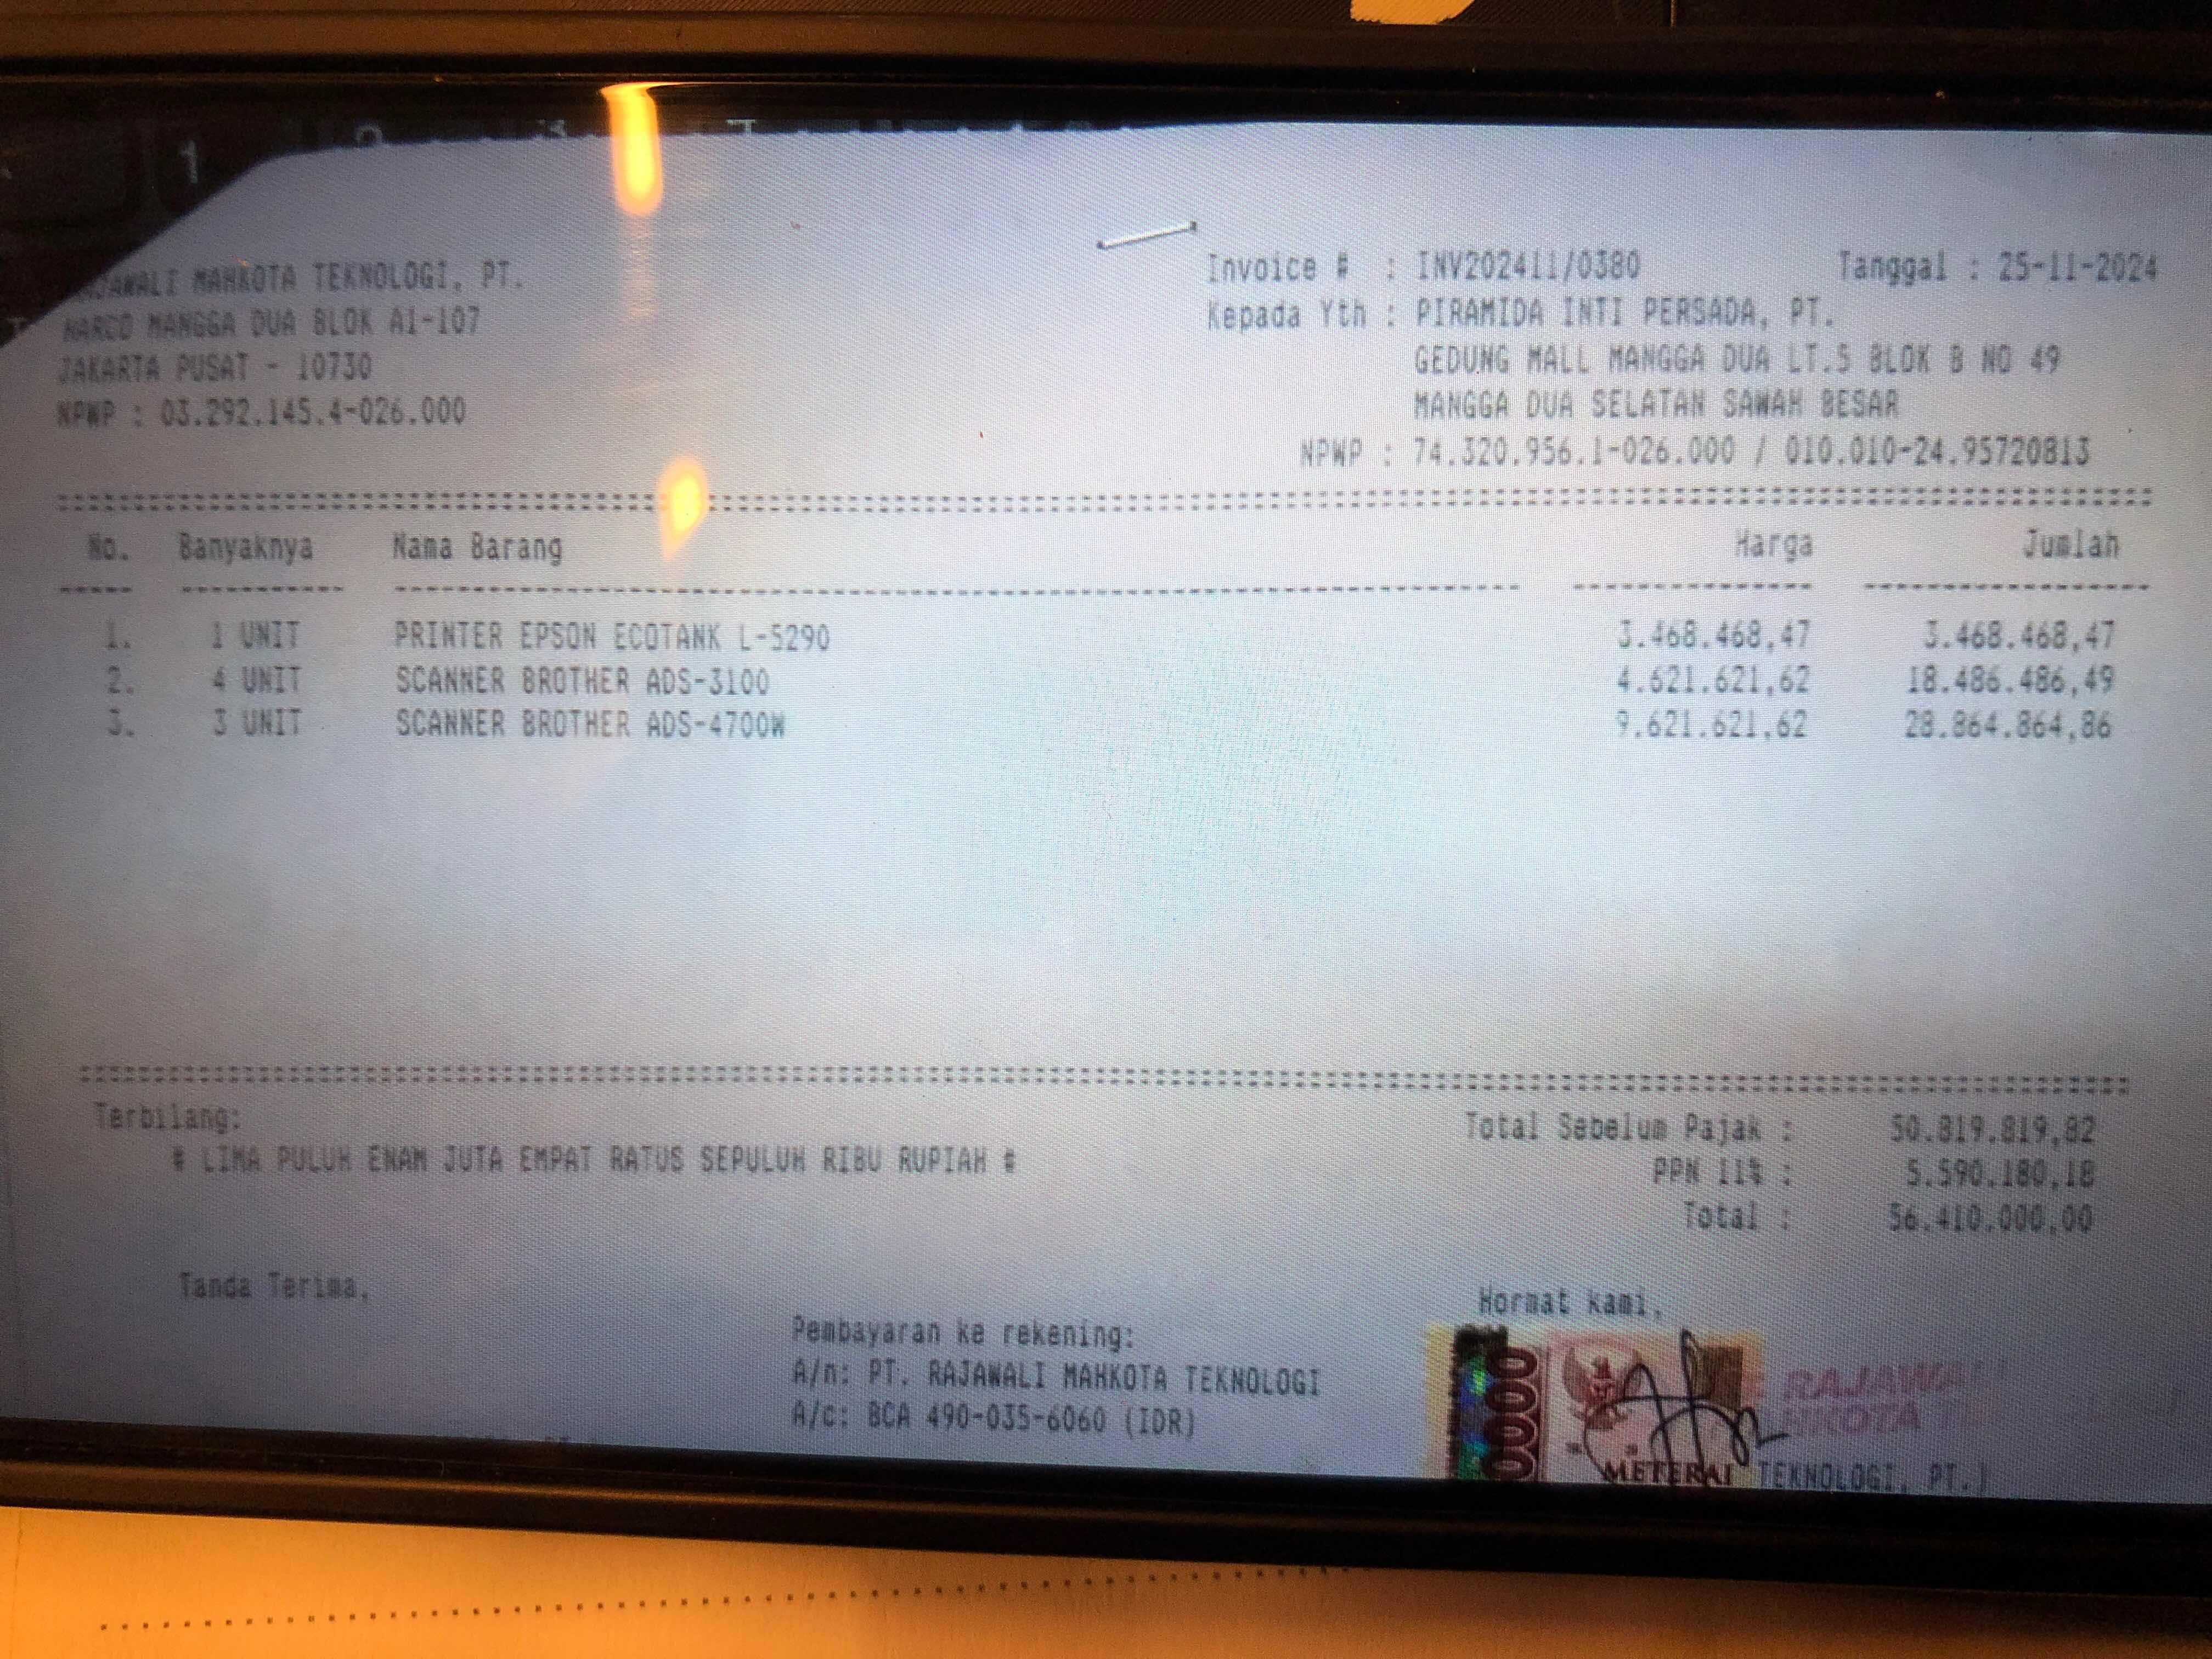 RAJAWALI MAHKOTA TEKNOLOGI, PT.
HARCO MANGGA DUA BLOK A1-107
JAKARTA PUSAT - 10730
NPWP : 03.292.145.4-026.000
Invoice # : INV202411/0380 Tanggal : 25-11-2024
Kepada Yth : PIRAMIDA INTI PERSADA, PT.
GEDUNG MALL MANGGA DUA LT.5 BLOK B NO 49
MANGGA DUA SELATAN SAWAH BESAR
NPWP : 74.320.956.1-026.000 / 010.010-24.95720813
No. Banyaknya Nama Barang Harga Jumlah
1. 1 UNIT PRINTER EPSON ECOTANK L-5290 3.468.468,47 3.468.468,47
2. 4 UNIT SCANNER BROTHER ADS-3100 4.621.621,62 18.486.486,49
3. 3 UNIT SCANNER BROTHER ADS-4700W 9.621.621,62 28.864.864,86
Terbilang:
# LIMA PULUH ENAM JUTA EMPAT RATUS SEPULUH RIBU RUPIAH #
Total Sebelum Pajak : 50.819.819,82
PPN 11% : 5.590.180,18
Total : 56.410.000,00
Tanda Terima,
Pembayaran ke rekening:
A/n: PT. RAJAWALI MAHKOTA TEKNOLOGI
A/c: BCA 490-035-6060 (IDR)
Hormat kami,
METERAI
TEKNOLOGI, PT.)